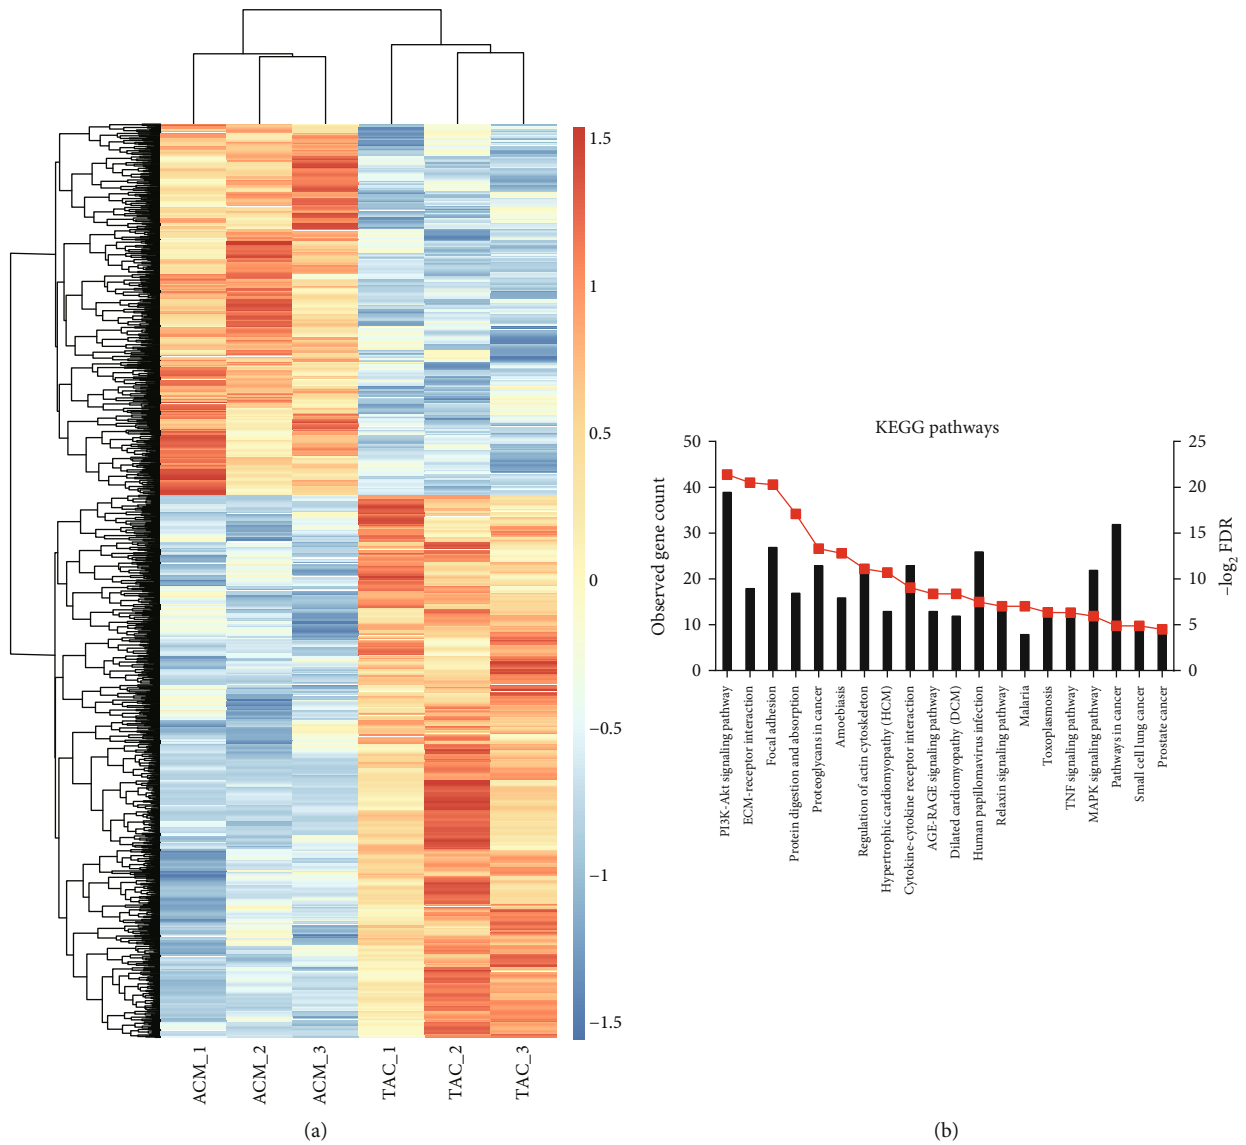 1.5
1
0.5
0
−0.5
−1
−1.5
ACM_1
ACM_2
ACM_3
TAC_1
TAC_2
TAC_3
(a)
KEGG pathways
50
40
30
20
10
0
Observed gene count
25
20
15
10
5
0
−log2 FDR
PI3K-Akt signaling pathway
ECM-receptor interaction
Focal adhesion
Protein digestion and absorption
Proteoglycans in cancer
Amoebiasis
Regulation of actin cytoskeleton
Hypertrophic cardiomyopathy (HCM)
Cytokine-cytokine receptor interaction
AGE-RAGE signaling pathway
Dilated cardiomyopathy (DCM)
Human papillomavirus infection
Relaxin signaling pathway
Malaria
Toxoplasmosis
TNF signaling pathway
MAPK signaling pathway
Pathways in cancer
Small cell lung cancer
Prostate cancer
(b)